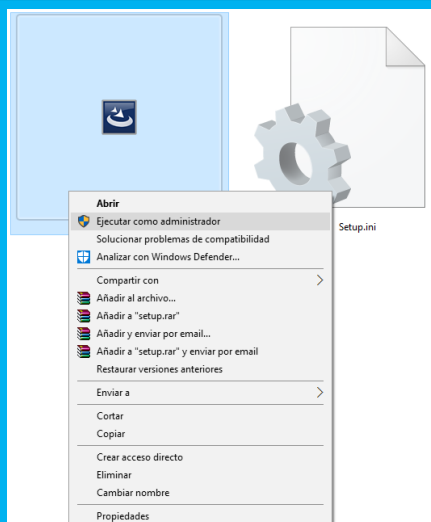 Setup.ini
Abrir
Ejecutar como administrador
Solucionar problemas de compatibilidad
Analizar con Windows Defender...
Compartir con
Añadir al archivo...
Añadir a "setup.rar"
Añadir y enviar por email...
Añadir a "setup.rar" y enviar por email
Restaurar versiones anteriores
Enviar a
Cortar
Copiar
Crear acceso directo
Eliminar
Cambiar nombre
Propiedades